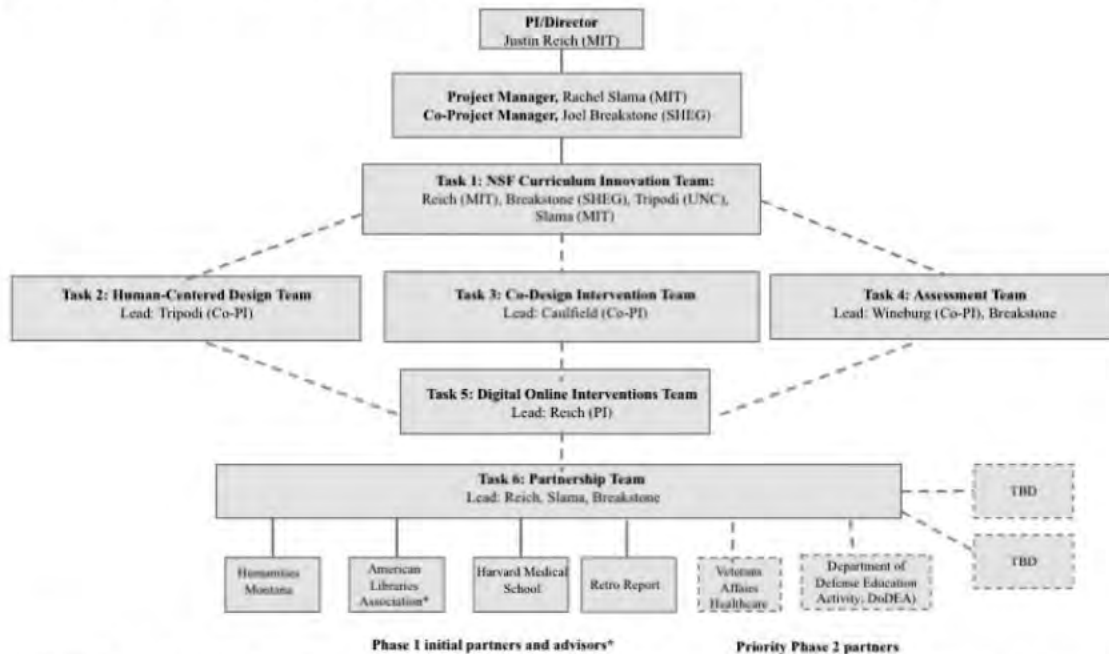 PI/Director
Justin Reich (MIT)
Project Manager, Rachel Slama (MIT)
Co-Project Manager, Joel Breakstone (SHEG)
Task 1: NSF Curriculum Innovation Team:
Reich (MIT), Breakstone (SHEG), Tripodi (UNC),
Slama (MIT)
Task 2: Human-Centered Design Team
Lead: Tripodi (Co-PI)
Task 3: Co-Design Intervention Team
Lead: Caulfield (Co-PI)
Task 4: Assessment Team
Lead: Wineburg (Co-PI), Breakstone
Task 5: Digital Online Interventions Team
Lead: Reich (PI)
Task 6: Partnership Team
Lead: Reich, Slama, Breakstone
TBD
TBD
Humanities
Montana
American
Libraries
Association*
Harvard Medical
School
Retro Report
Veterans
Affairs
Healthcare
Department of
Defense Education
Activity, DoDEA)
Phase 1 initial partners and advisors*
Priority Phase 2 partners